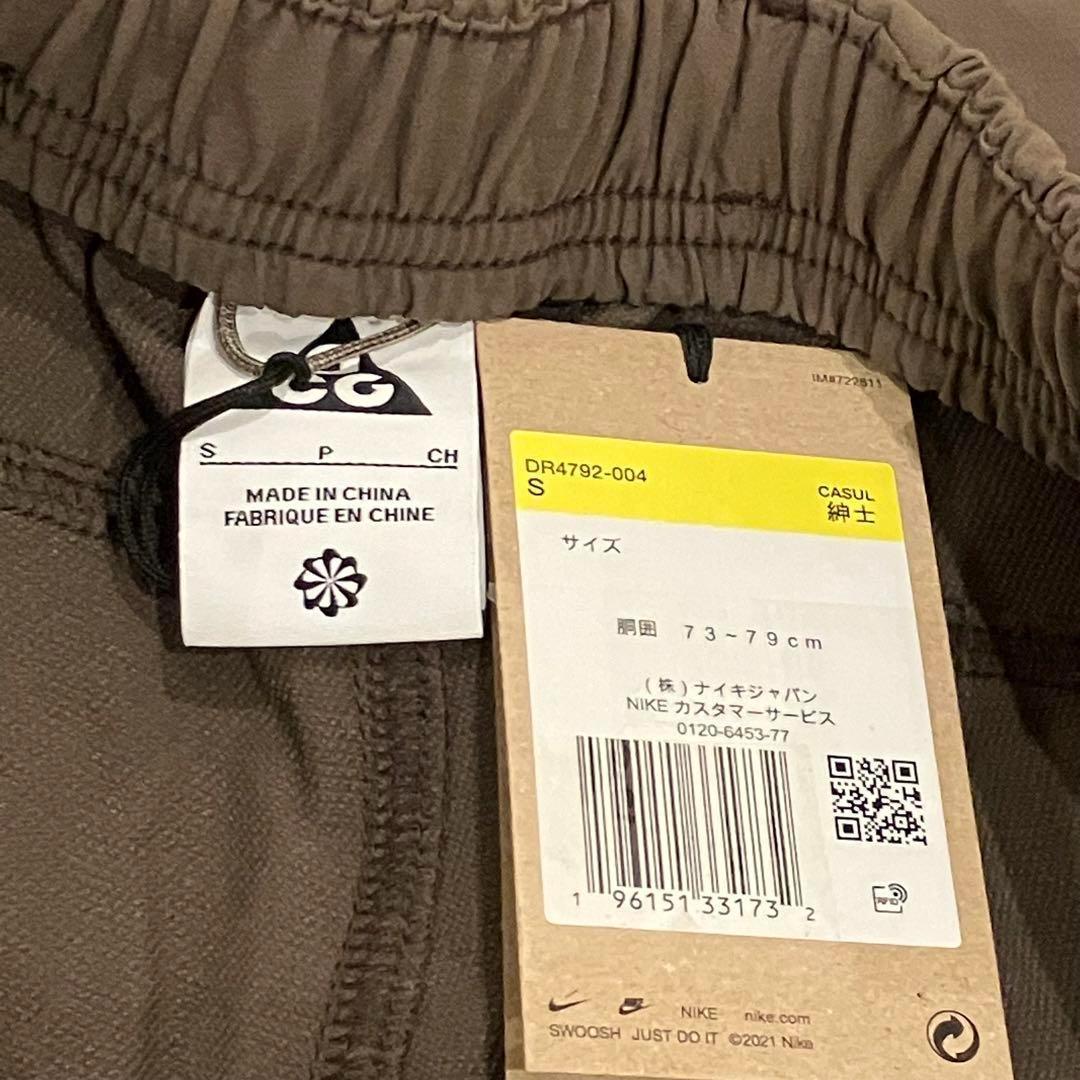 ACG
S P CH
MADE IN CHINA
FABRIQUE EN CHINE
IM#722811
DR4792-004
S
CASUL
紳士
サイズ
胴囲 73~79cm
(株)ナイキジャパン
NIKE カスタマーサービス
0120-6453-77
1 96151 33173 2
RFID
NIKE nike.com
SWOOSH JUST DO IT ©2021 Nike